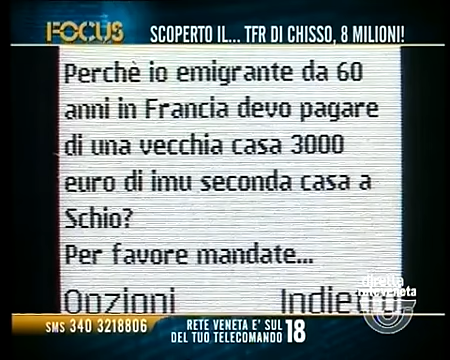 FOCUS
SCOPERTO IL... TFR DI CHISSO, 8 MILIONI!
Perchè io emigrante da 60
anni in Francia devo pagare
di una vecchia casa 3000
euro di imu seconda casa a
Schio?
Per favore mandate...
Opzioni
diretta
reteveneta
SMS 340 3218806
RETE VENETA E' SUL
DEL TUO TELECOMANDO
18